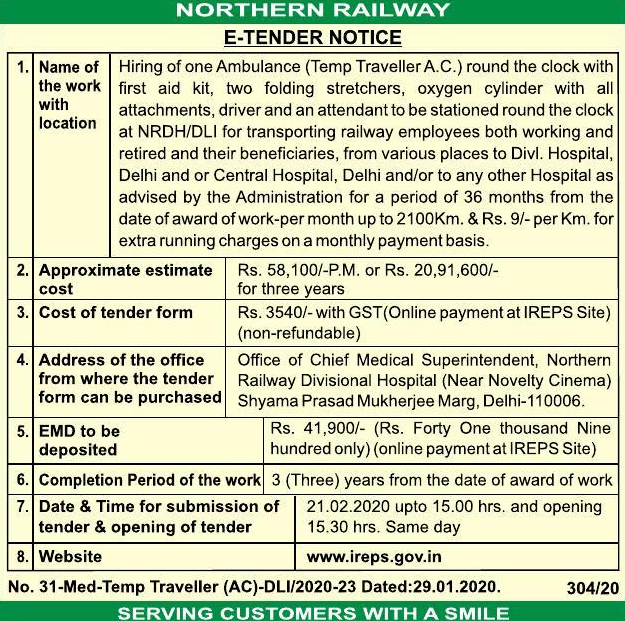 NORTHERN RAILWAY
E-TENDER NOTICE
1. Name of the work with location
Hiring of one Ambulance (Temp Traveller A.C.) round the clock with
first aid kit, two folding stretchers, oxygen cylinder with all
attachments, driver and an attendant to be stationed round the clock
at NRDH/DLI for transporting railway employees both working and
retired and their beneficiaries, from various places to Divl. Hospital,
Delhi and or Central Hospital, Delhi and/or to any other Hospital as
advised by the Administration for a period of 36 months from the
date of award of work-per month up to 2100Km. & Rs. 9/- per Km. for
extra running charges on a monthly payment basis.
2. Approximate estimate
cost
Rs. 58,100/-P.M. or Rs. 20,91,600/-
for three years
3. Cost of tender form
Rs. 3540/- with GST(Online payment at IREPS Site)
(non-refundable)
4. Address of the office
from where the tender
form can be purchased
Office of Chief Medical Superintendent, Northern
Railway Divisional Hospital (Near Novelty Cinema)
Shyama Prasad Mukherjee Marg, Delhi-110006.
5. EMD to be
deposited
Rs. 41,900/- (Rs. Forty One thousand Nine
hundred only) (online payment at IREPS Site)
6. Completion Period of the work
3 (Three) years from the date of award of work
7. Date & Time for submission of
tender & opening of tender
21.02.2020 upto 15.00 hrs. and opening
15.30 hrs. Same day
8. Website
www.ireps.gov.in
No. 31-Med-Temp Traveller (AC)-DLI/2020-23 Dated:29.01.2020. 304/20
SERVING CUSTOMERS WITH A SMILE